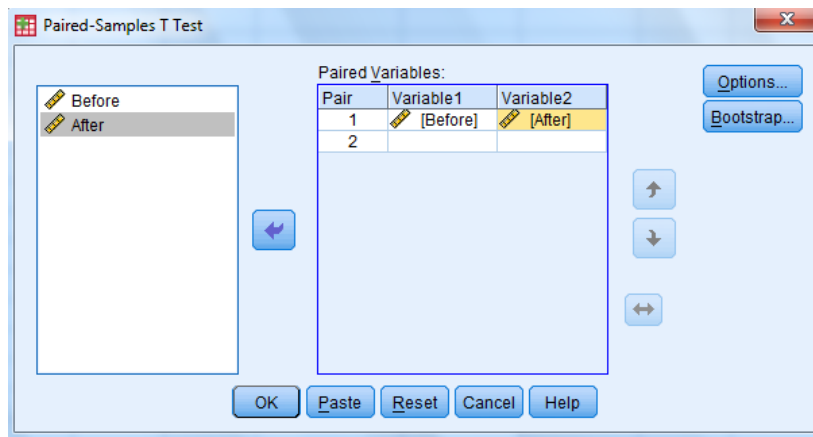 Paired-Samples T Test
X
Before
After
Paired Variables:
Pair Variable1 Variable2
1 [Before] [After]
2
Options...
Bootstrap...
OK Paste Reset Cancel Help